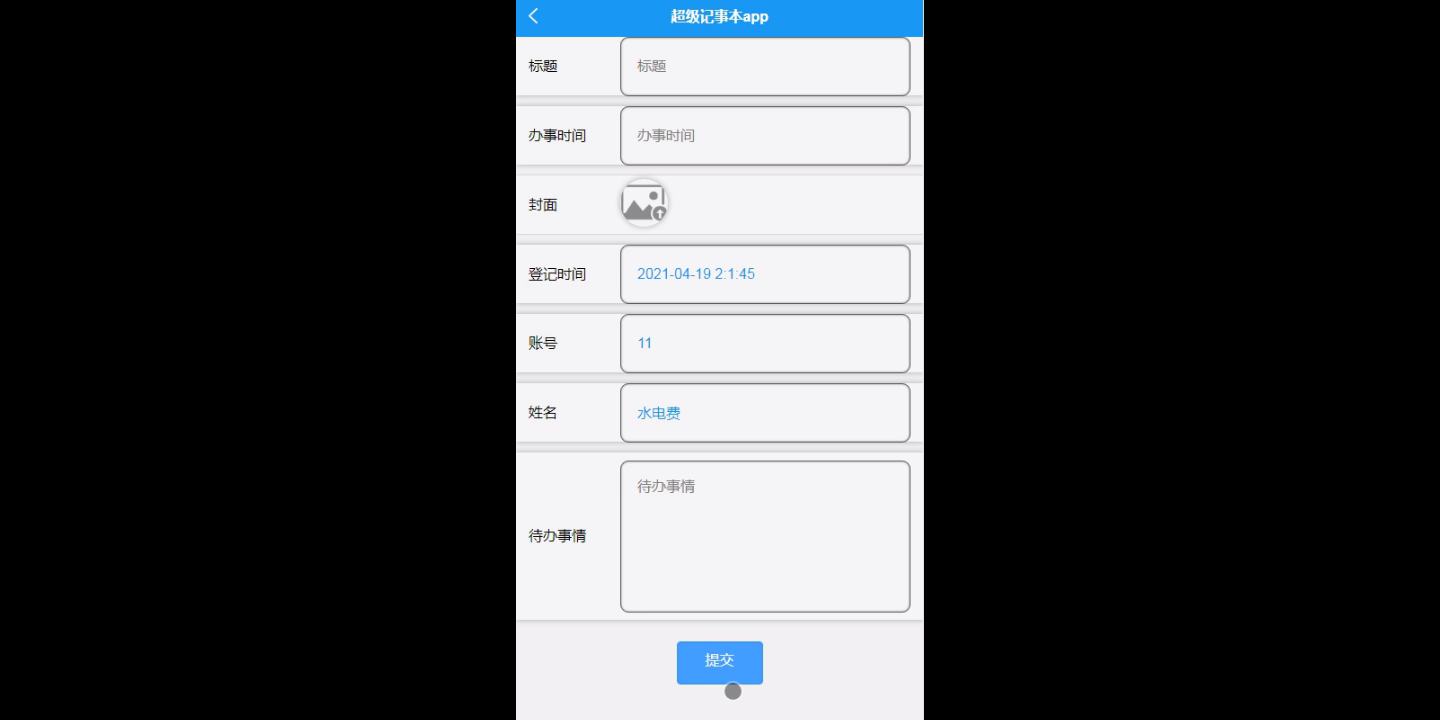 超级记事本app
标题 标题
办事时间 办事时间
封面
登记时间 2021-04-19 2:1:45
账号 11
姓名 水电费
待办事情
待办事情
提交